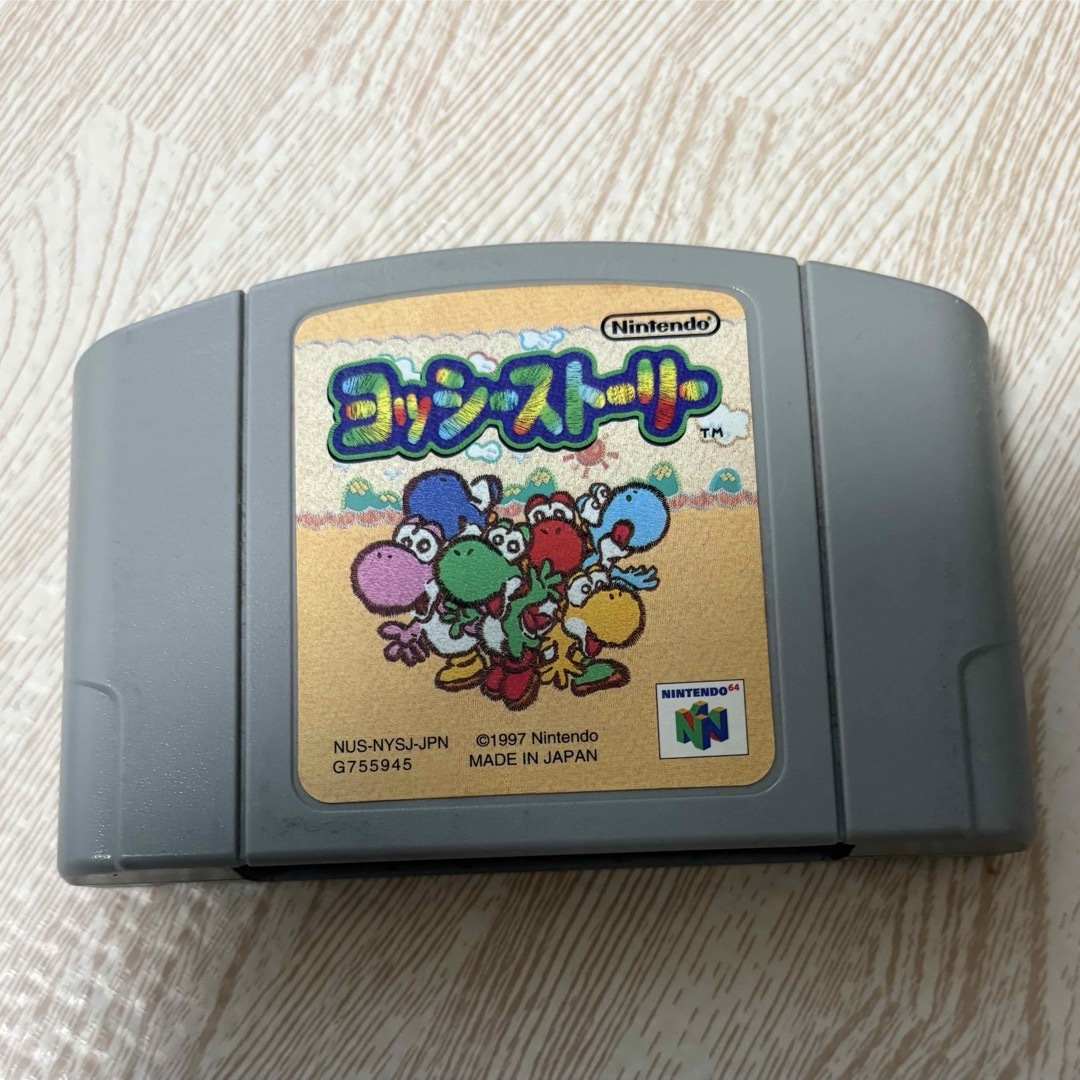 Nintendo®
ヨッシーストーリー
TM
NINTENDO64
NUS-NYSJ-JPN
G755945
©1997 Nintendo
MADE IN JAPAN